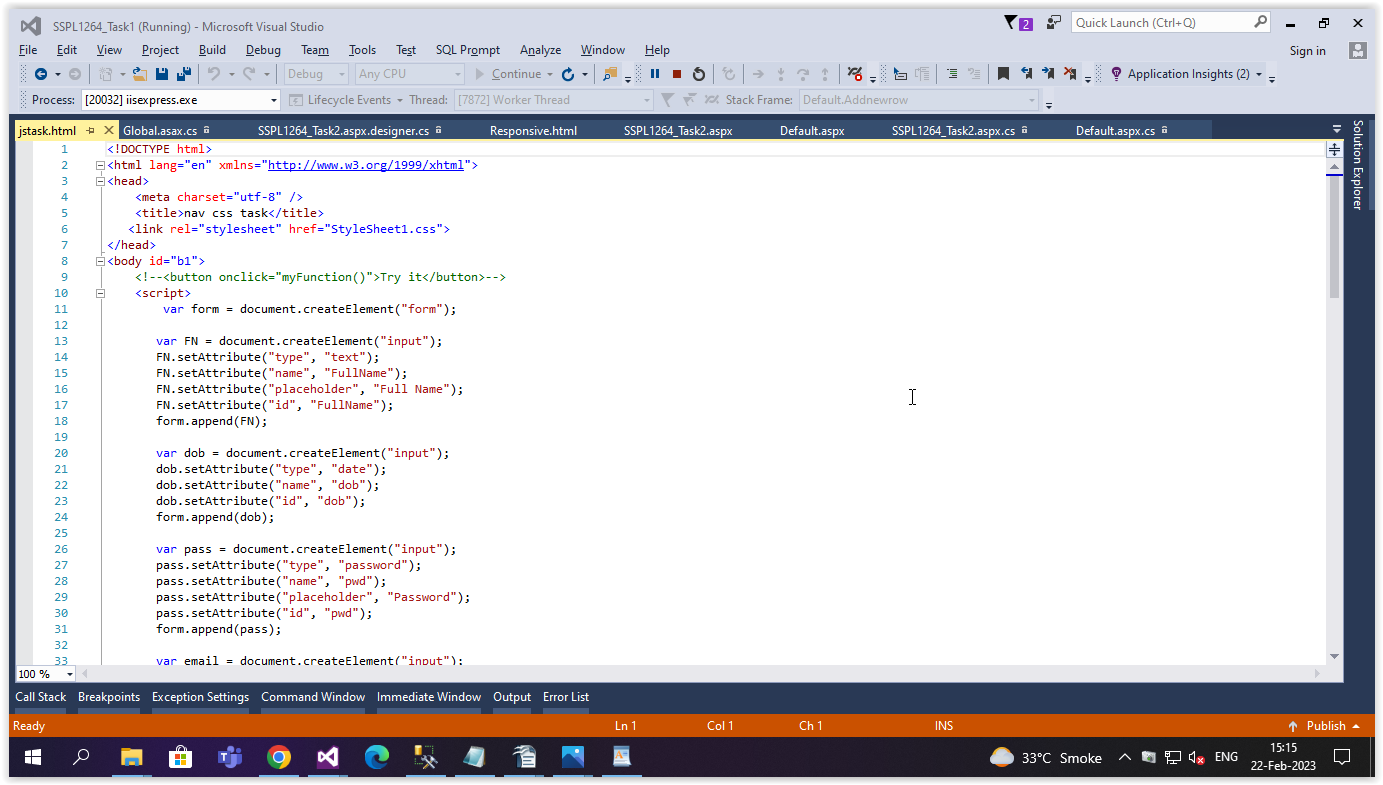 SSPL1264_Task1 (Running) - Microsoft Visual Studio
2
Quick Launch (Ctrl+Q)
File Edit View Project Build Debug Team Tools Test SQL Prompt Analyze Window Help
Sign in
Debug Any CPU Continue Application Insights (2)
Process: [20032] iisexpress.exe Lifecycle Events Thread: [7872] Worker Thread Stack Frame: Default.Addnewrow
jstask.html Global.asax.cs SSPL1264_Task2.aspx.designer.cs Responsive.html SSPL1264_Task2.aspx Default.aspx SSPL1264_Task2.aspx.cs Default.aspx.cs
Solution Explorer
1 <!DOCTYPE html>
2 <html lang="en" xmlns="http://www.w3.org/1999/xhtml">
3 <head>
4 <meta charset="utf-8" />
5 <title>nav css task</title>
6 <link rel="stylesheet" href="StyleSheet1.css">
7 </head>
8 <body id="b1">
9 <!--<button onclick="myFunction()">Try it</button>-->
10 <script>
11 var form = document.createElement("form");
12
13 var FN = document.createElement("input");
14 FN.setAttribute("type", "text");
15 FN.setAttribute("name", "FullName");
16 FN.setAttribute("placeholder", "Full Name");
17 FN.setAttribute("id", "FullName");
18 form.append(FN);
19
20 var dob = document.createElement("input");
21 dob.setAttribute("type", "date");
22 dob.setAttribute("name", "dob");
23 dob.setAttribute("id", "dob");
24 form.append(dob);
25
26 var pass = document.createElement("input");
27 pass.setAttribute("type", "password");
28 pass.setAttribute("name", "pwd");
29 pass.setAttribute("placeholder", "Password");
30 pass.setAttribute("id", "pwd");
31 form.append(pass);
32
33 var email = document.createElement("input");
100 %
Call Stack Breakpoints Exception Settings Command Window Immediate Window Output Error List
Ready Ln 1 Col 1 Ch 1 INS Publish
33°C Smoke ENG
15:15
22-Feb-2023